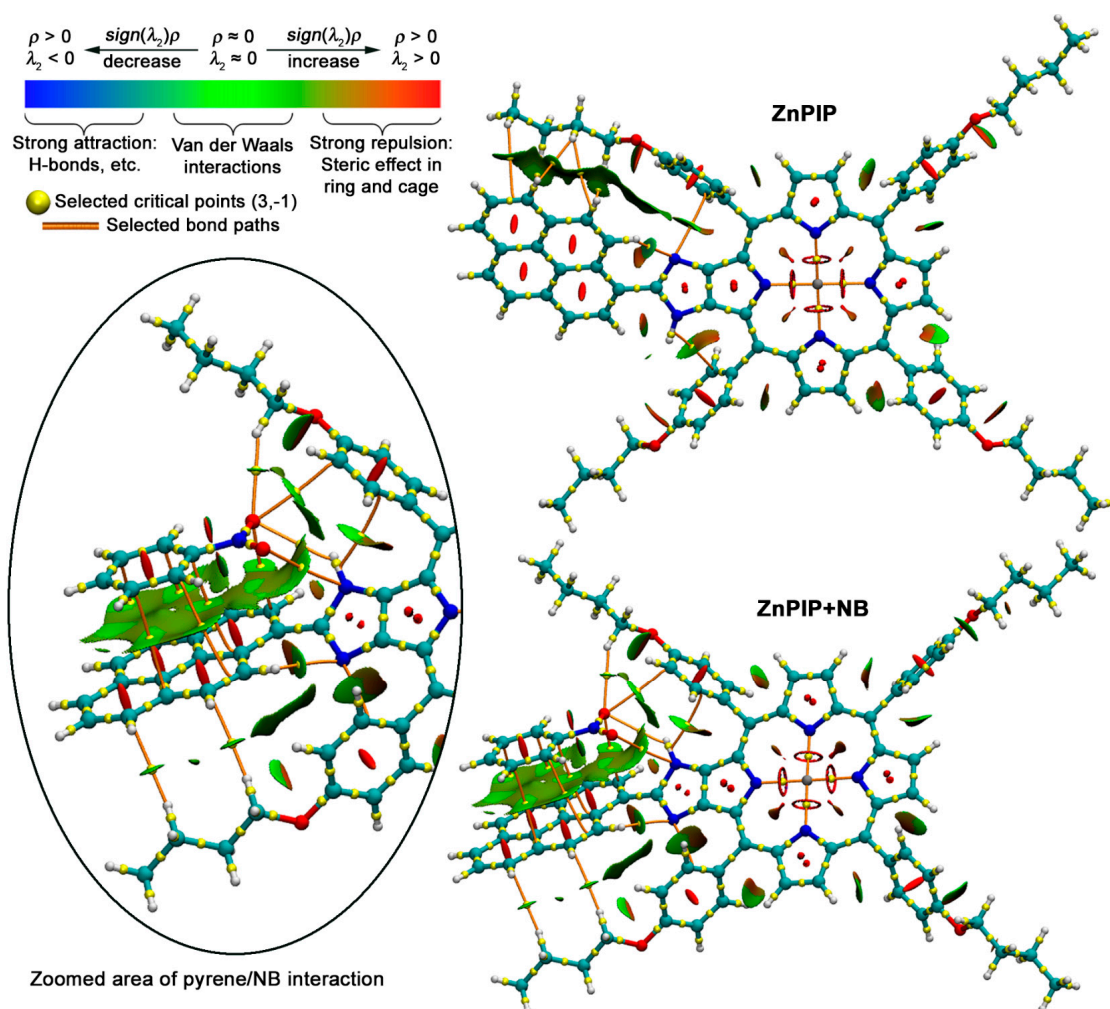 ρ > 0 sign(λ₂)ρ ρ ≈ 0 sign(λ₂)ρ ρ > 0
λ₂ < 0 decrease λ₂ ≈ 0 increase λ₂ > 0
Strong attraction:
H-bonds, etc.
Van der Waals
interactions
Strong repulsion:
Steric effect in
ring and cage
Selected critical points (3,-1)
Selected bond paths
ZnPIP
ZnPIP+NB
Zoomed area of pyrene/NB interaction